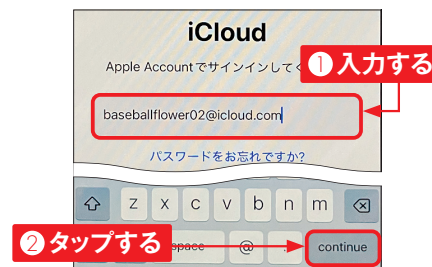 iCloud
Apple Accountでサインインしてく
❶入力する
baseballflower02@icloud.com
パスワードをお忘れですか?
z x c v b n m
❷タップする
space @ . continue